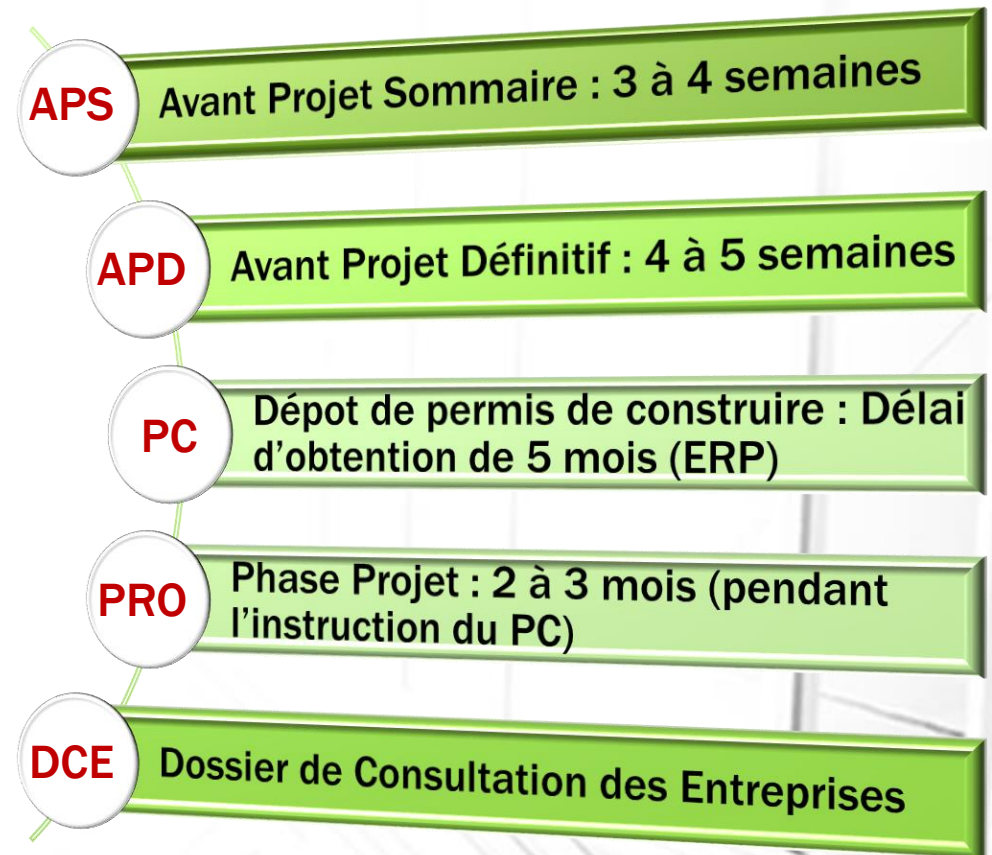 APS
Avant Projet Sommaire : 3 à 4 semaines
APD
Avant Projet Définitif : 4 à 5 semaines
PC
Dépot de permis de construire : Délai
d’obtention de 5 mois (ERP)
PRO
Phase Projet : 2 à 3 mois (pendant
l’instruction du PC)
DCE
Dossier de Consultation des Entreprises